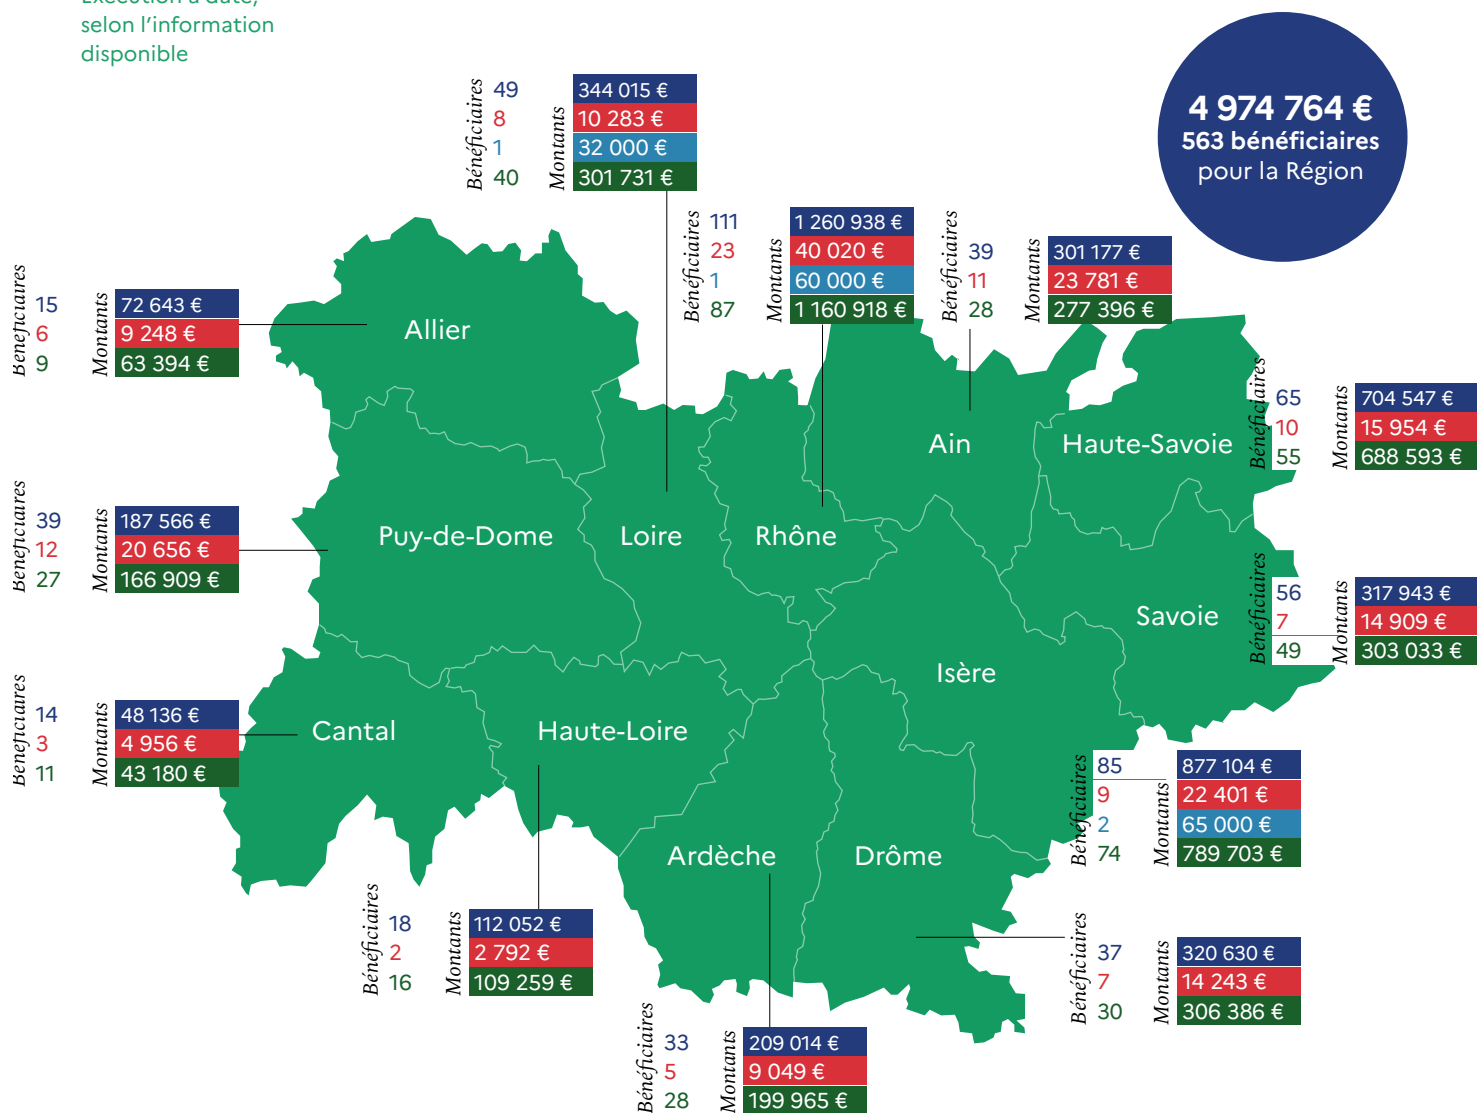 selon l’information
disponible
4 974 764 €
563 bénéficiaires
pour la Région
Bénéficiaires
49
8
1
40
Montants
344 015 €
10 283 €
32 000 €
301 731 €
Bénéficiaires
111
23
1
87
Montants
1 260 938 €
40 020 €
60 000 €
1 160 918 €
Bénéficiaires
39
11
28
Montants
301 177 €
23 781 €
277 396 €
Bénéficiaires
15
6
9
Montants
72 643 €
9 248 €
63 394 €
Allier
Bénéficiaires
65
10
55
Montants
704 547 €
15 954 €
688 593 €
Ain
Haute-Savoie
Bénéficiaires
39
12
27
Montants
187 566 €
20 656 €
166 909 €
Puy-de-Dome
Loire
Rhône
Bénéficiaires
56
7
49
Montants
317 943 €
14 909 €
303 033 €
Savoie
Isère
Bénéficiaires
14
3
11
Montants
48 136 €
4 956 €
43 180 €
Cantal
Haute-Loire
Bénéficiaires
85
9
2
74
Montants
877 104 €
22 401 €
65 000 €
789 703 €
Ardèche
Drôme
Bénéficiaires
18
2
16
Montants
112 052 €
2 792 €
109 259 €
Bénéficiaires
37
7
30
Montants
320 630 €
14 243 €
306 386 €
Bénéficiaires
33
5
28
Montants
209 014 €
9 049 €
199 965 €